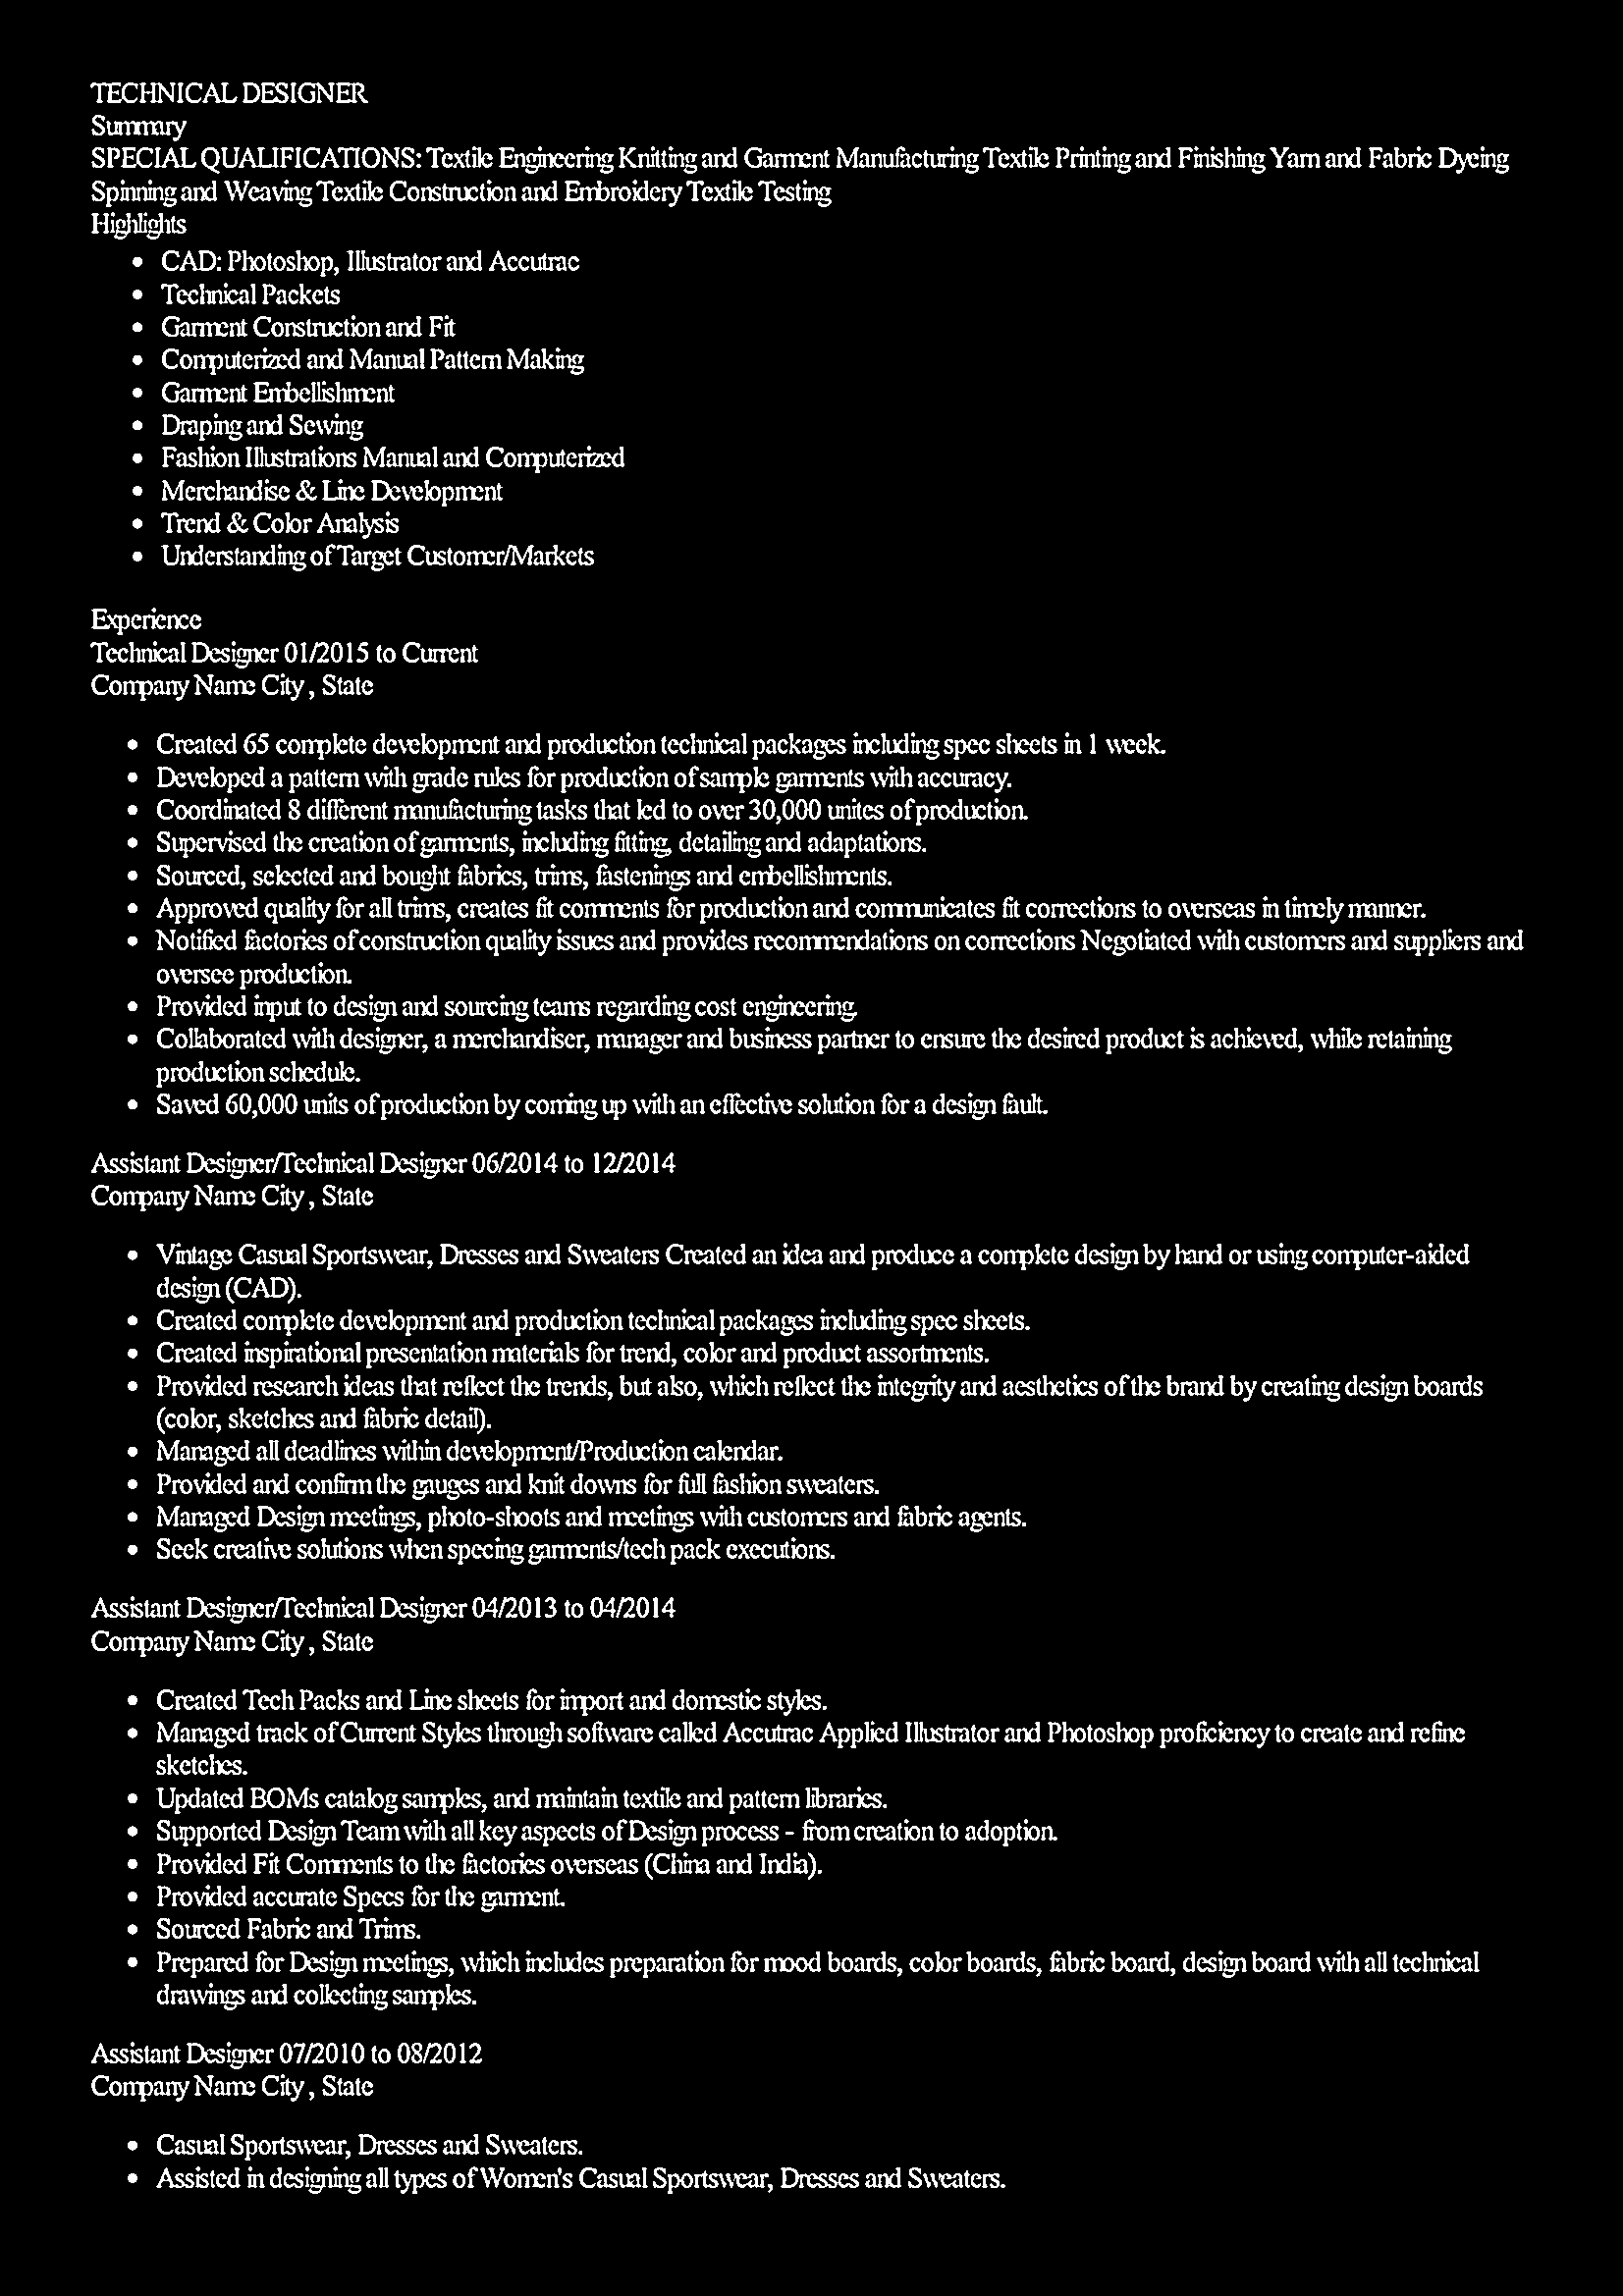 TECHNICAL DESIGNER
Summary
SPECIAL QUALIFICATIONS: Textile Engineering Knitting and Garment Manufacturing Textile Printing and Finishing Yarn and Fabric Dyeing
Spinning and Weaving Textile Construction and Embroidery Textile Testing
Highlights
• CAD: Photoshop, Illustrator and Accutrac
• Technical Packets
• Garment Construction and Fit
• Computerized and Manual Pattern Making
• Garment Embellishment
• Draping and Sewing
• Fashion Illustrations Manual and Computerized
• Merchandise & Line Development
• Trend & Color Analysis
• Understanding of Target Customer/Markets
Experience
Technical Designer 01/2015 to Current
Company Name City , State
• Created 65 complete development and production technical packages including spec sheets in 1 week.
• Developed a pattern with grade rules for production of sample garments with accuracy.
• Coordinated 8 different manufacturing tasks that led to over 30,000 unites of production.
• Supervised the creation of garments, including fitting, detailing and adaptations.
• Sourced, selected and bought fabrics, trims, fastenings and embellishments.
• Approved quality for all trims, creates fit comments for production and communicates fit corrections to overseas in timely manner.
• Notified factories of construction quality issues and provides recommendations on corrections Negotiated with customers and suppliers and
oversee production.
• Provided input to design and sourcing teams regarding cost engineering.
• Collaborated with designer, a merchandiser, manager and business partner to ensure the desired product is achieved, while retaining
production schedule.
• Saved 60,000 units of production by coming up with an effective solution for a design fault.
Assistant Designer/Technical Designer 06/2014 to 12/2014
Company Name City , State
• Vintage Casual Sportswear, Dresses and Sweaters Created an idea and produce a complete design by hand or using computer-aided
design (CAD).
• Created complete development and production technical packages including spec sheets.
• Created inspirational presentation materials for trend, color and product assortments.
• Provided research ideas that reflect the trends, but also, which reflect the integrity and aesthetics of the brand by creating design boards
(color, sketches and fabric detail).
• Managed all deadlines within development/Production calendar.
• Provided and confirm the gauges and knit downs for full fashion sweaters.
• Managed Design meetings, photo-shoots and meetings with customers and fabric agents.
• Seek creative solutions when specing garments/tech pack executions.
Assistant Designer/Technical Designer 04/2013 to 04/2014
Company Name City , State
• Created Tech Packs and Line sheets for import and domestic styles.
• Managed track of Current Styles through software called Accutrac Applied Illustrator and Photoshop proficiency to create and refine
sketches.
• Updated BOMs catalog samples, and maintain textile and pattern libraries.
• Supported Design Team with all key aspects of Design process - from creation to adoption.
• Provided Fit Comments to the factories overseas (China and India).
• Provided accurate Specs for the garment.
• Sourced Fabric and Trims.
• Prepared for Design meetings, which includes preparation for mood boards, color boards, fabric board, design board with all technical
drawings and collecting samples.
Assistant Designer 07/2010 to 08/2012
Company Name City , State
• Casual Sportswear, Dresses and Sweaters.
• Assisted in designing all types of Women's Casual Sportswear, Dresses and Sweaters.